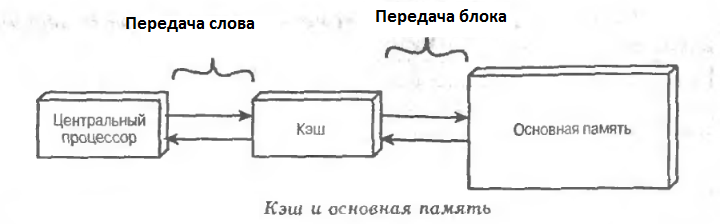 Передача слова
Передача блока
Центральный
процессор
Кэш
Основная память
Кэш и основная память